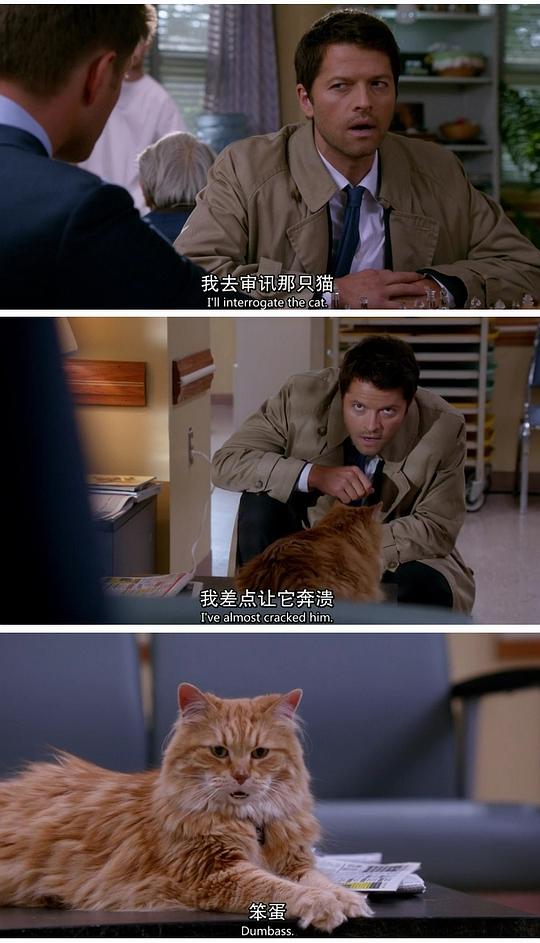 我去审讯那只猫
I'll interrogate the cat.
我差点让它奔溃
I've almost cracked him.
笨蛋
Dumbass.